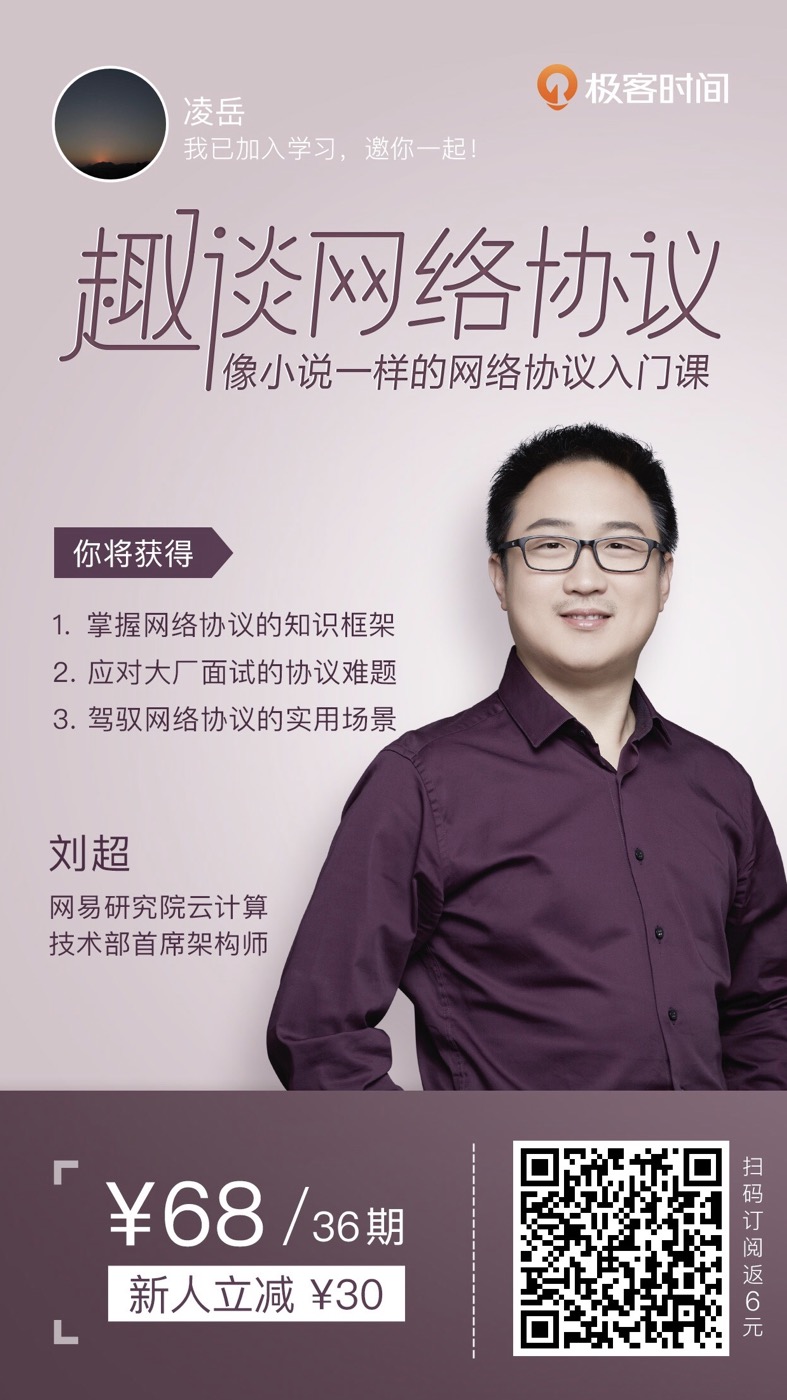 凌岳
我已加入学习，邀你一起！
极客时间
趣谈网络协议
像小说一样的网络协议入门课
你将获得
1. 掌握网络协议的知识框架
2. 应对大厂面试的协议难题
3. 驾驭网络协议的实用场景
刘超
网易研究院云计算
技术部首席架构师
¥68/36期
新人立减 ¥30
扫码订阅返6元